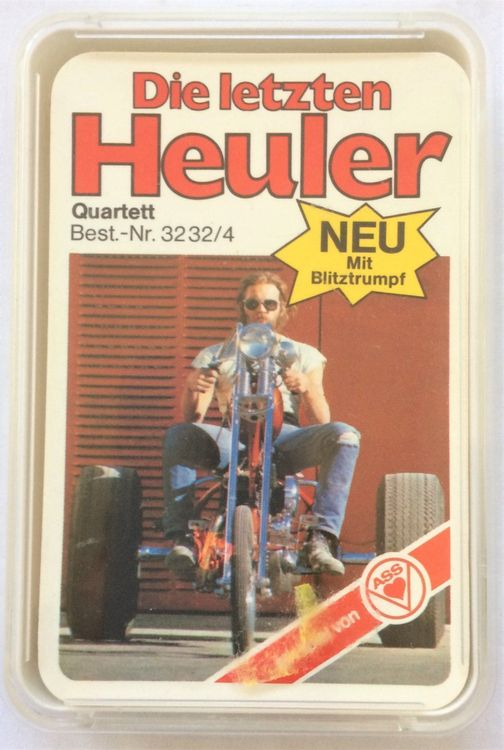 Die letzten
Heuler
Quartett
Best.-Nr. 3232/4
NEU
Mit
Blitztrumpf
von
ASS